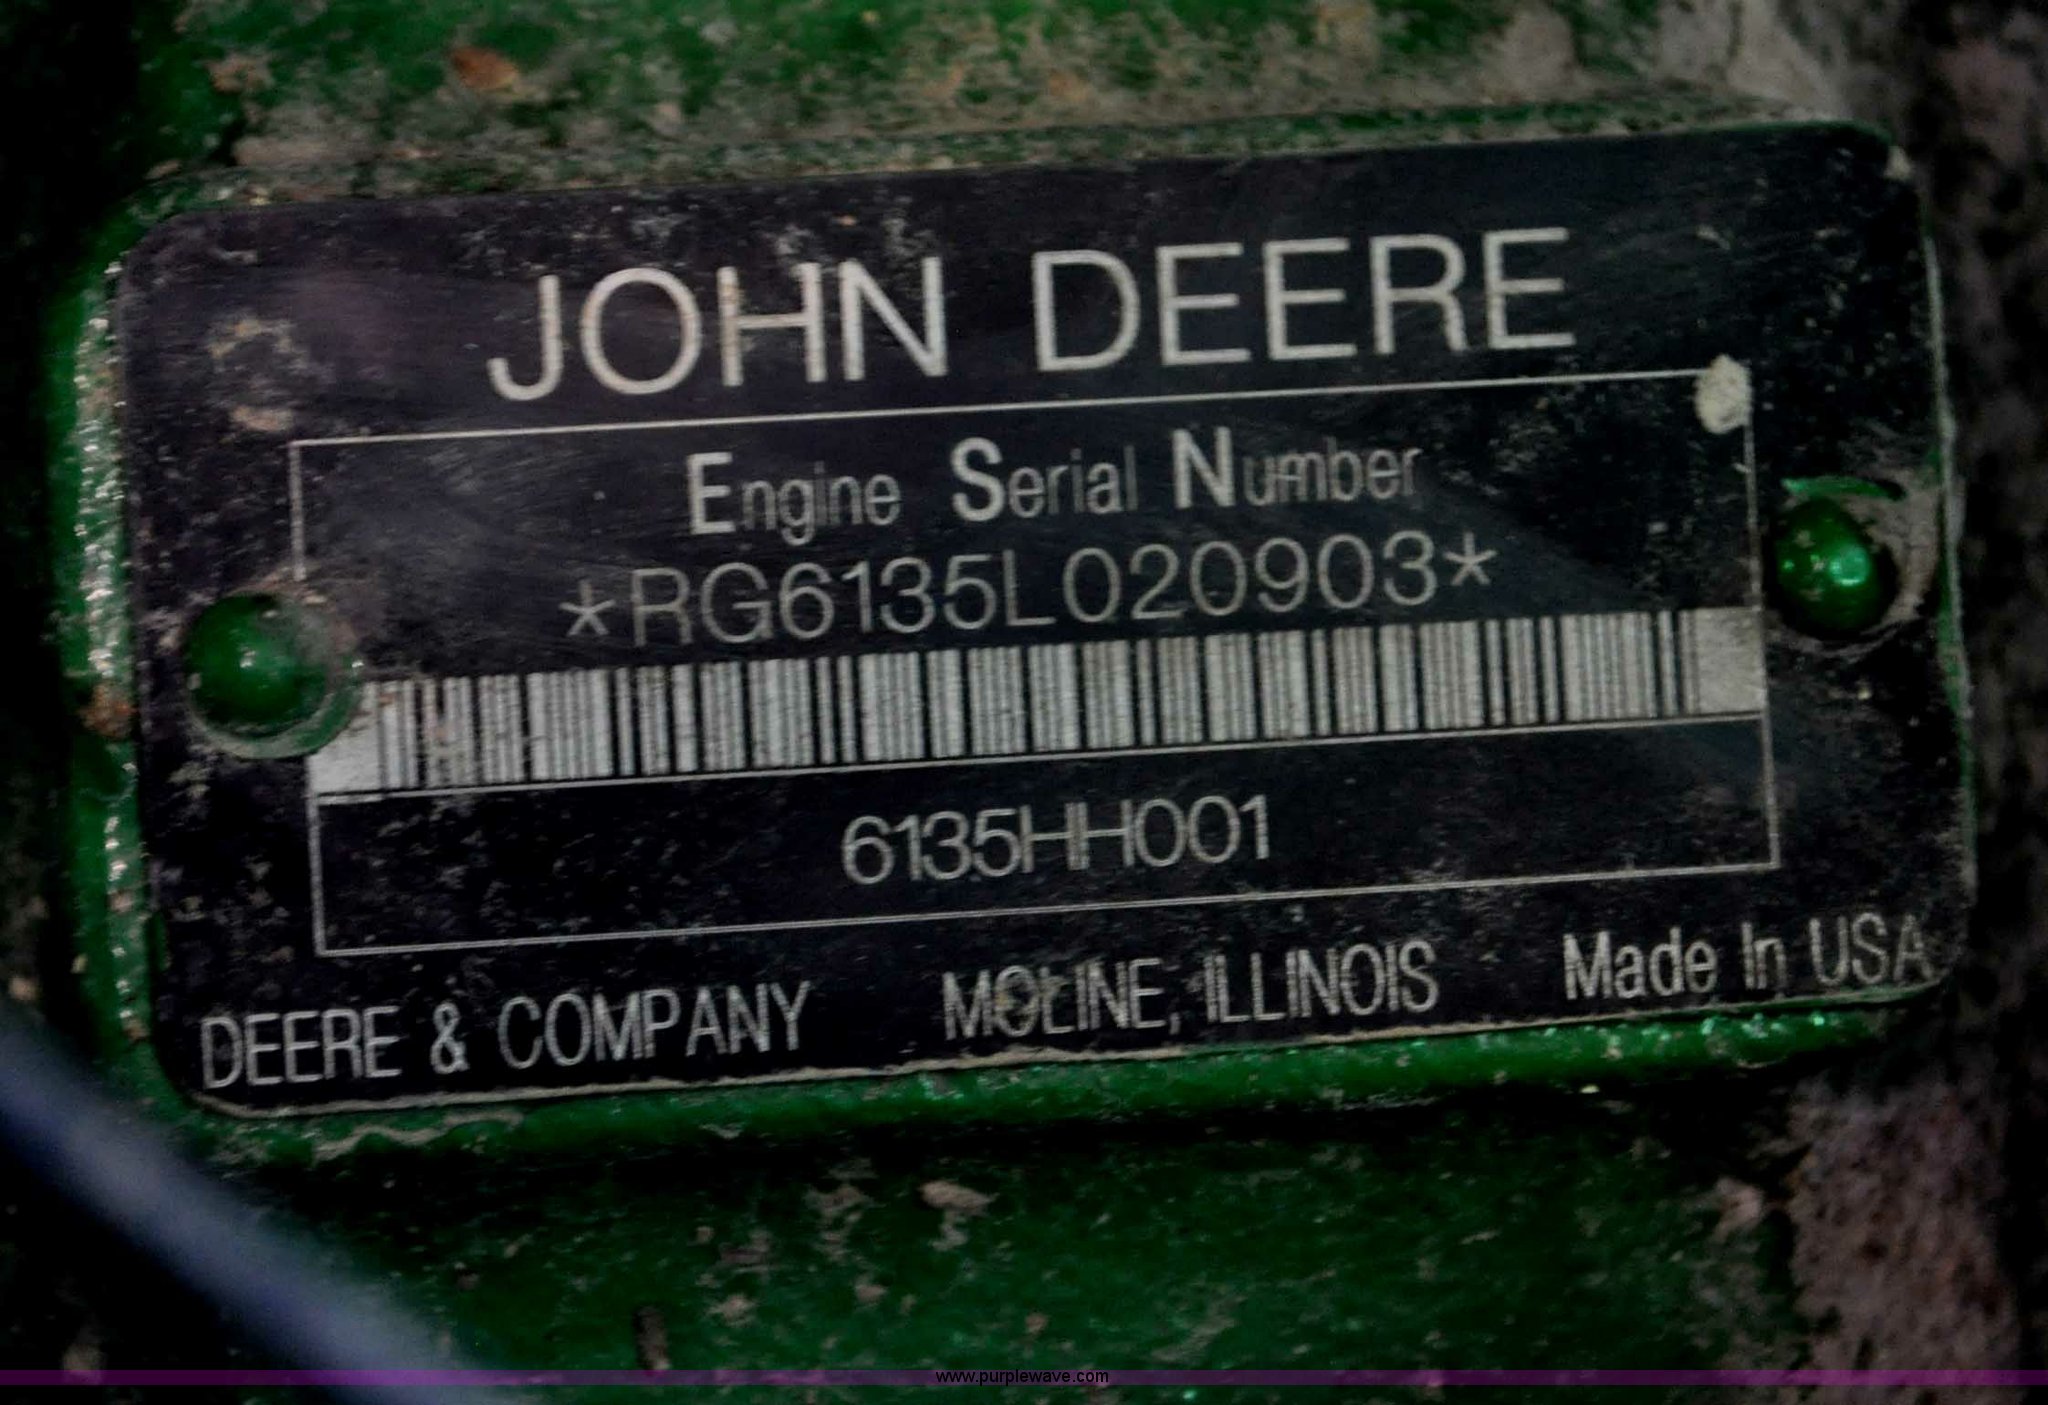 JOHN DEERE
Engine Serial Number
*RG6135L020903*
6135HH001
DEERE & COMPANY MOLINE, ILLINOIS Made In USA
www.purplewave.com